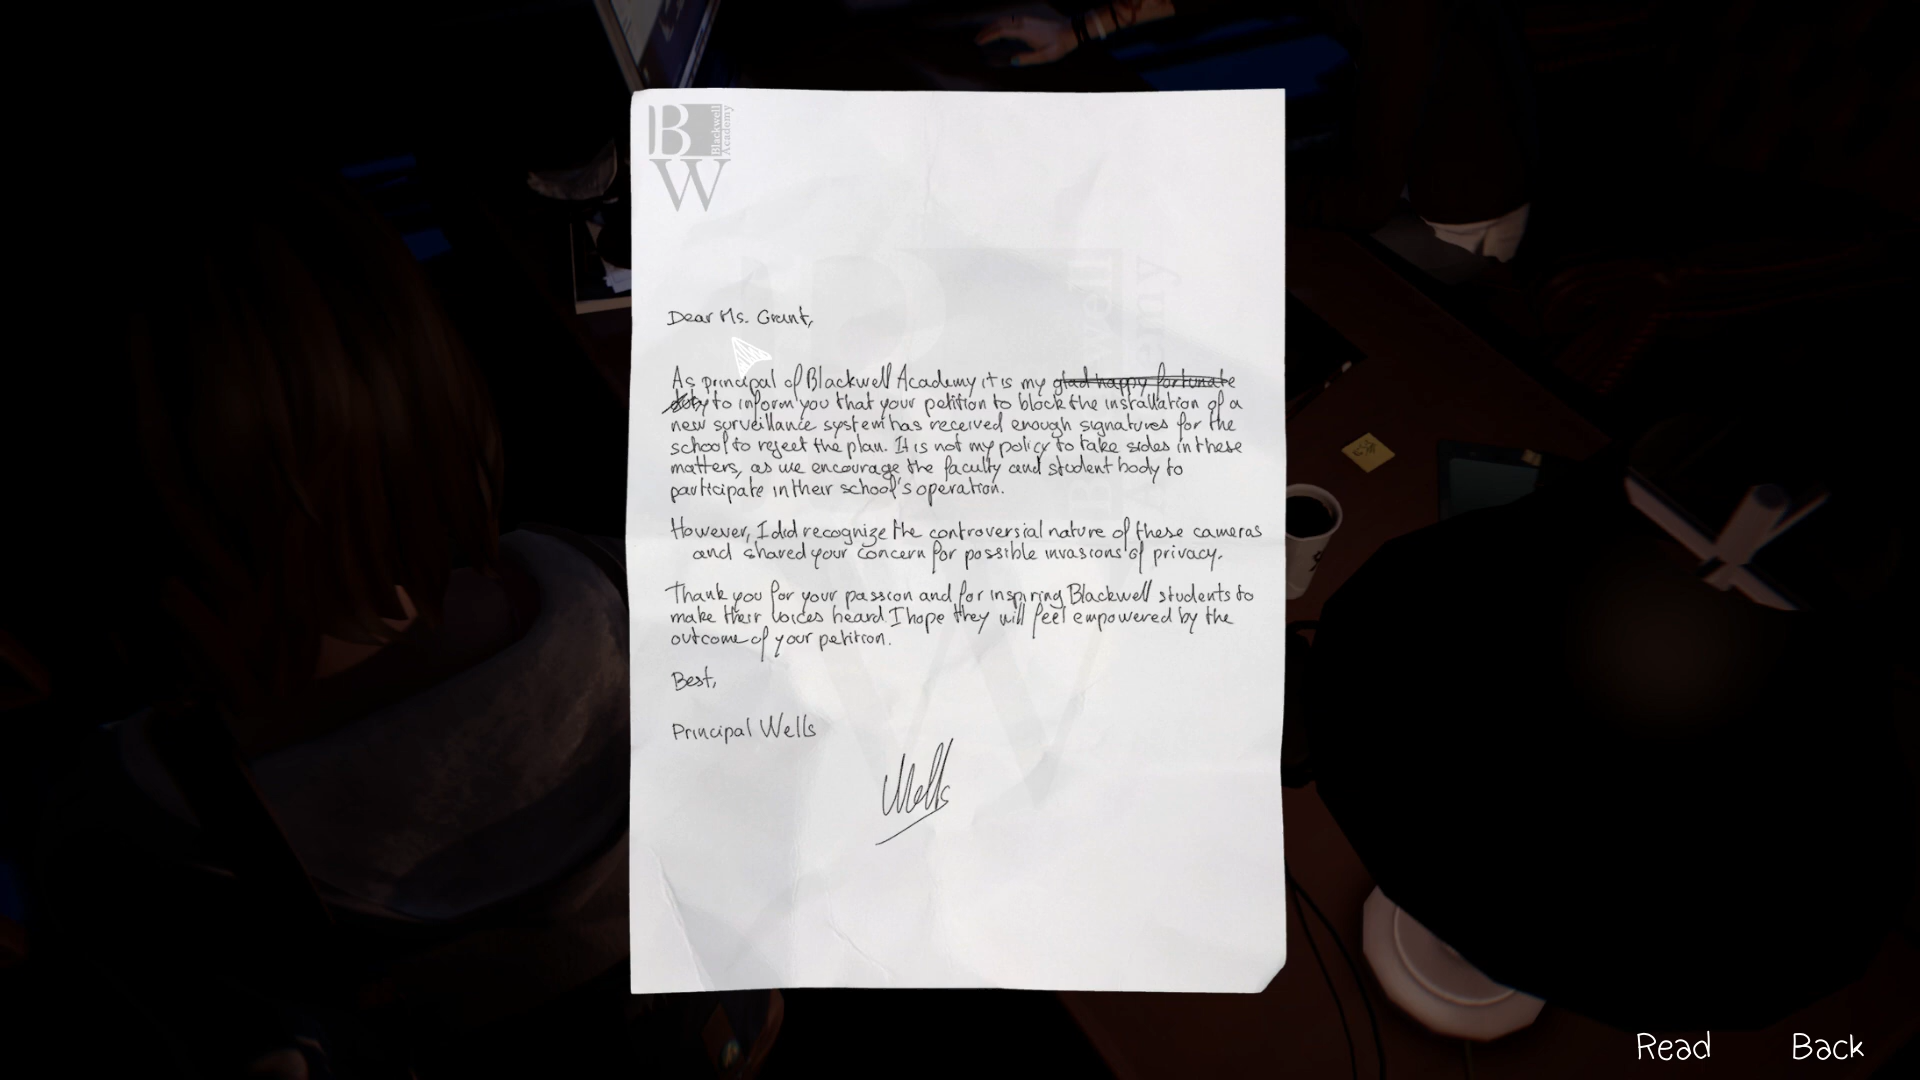 BW Blackwell Academy
Dear Ms. Grant,
As principal of Blackwell Academy it is my glad happy fortunate
duty to inform you that your petition to block the installation of a
new surveillance system has received enough signatures for the
school to reject the plan. It is not my policy to take sides in these
matters, as we encourage the faculty and student body to
participate in their school's operation.
However, I did recognize the controversial nature of these cameras
and shared your concern for possible invasions of privacy.
Thank you for your passion and for inspiring Blackwell students to
make their voices heard. I hope they will feel empowered by the
outcome of your petition.
Best,
Principal Wells
Wells
Read Back